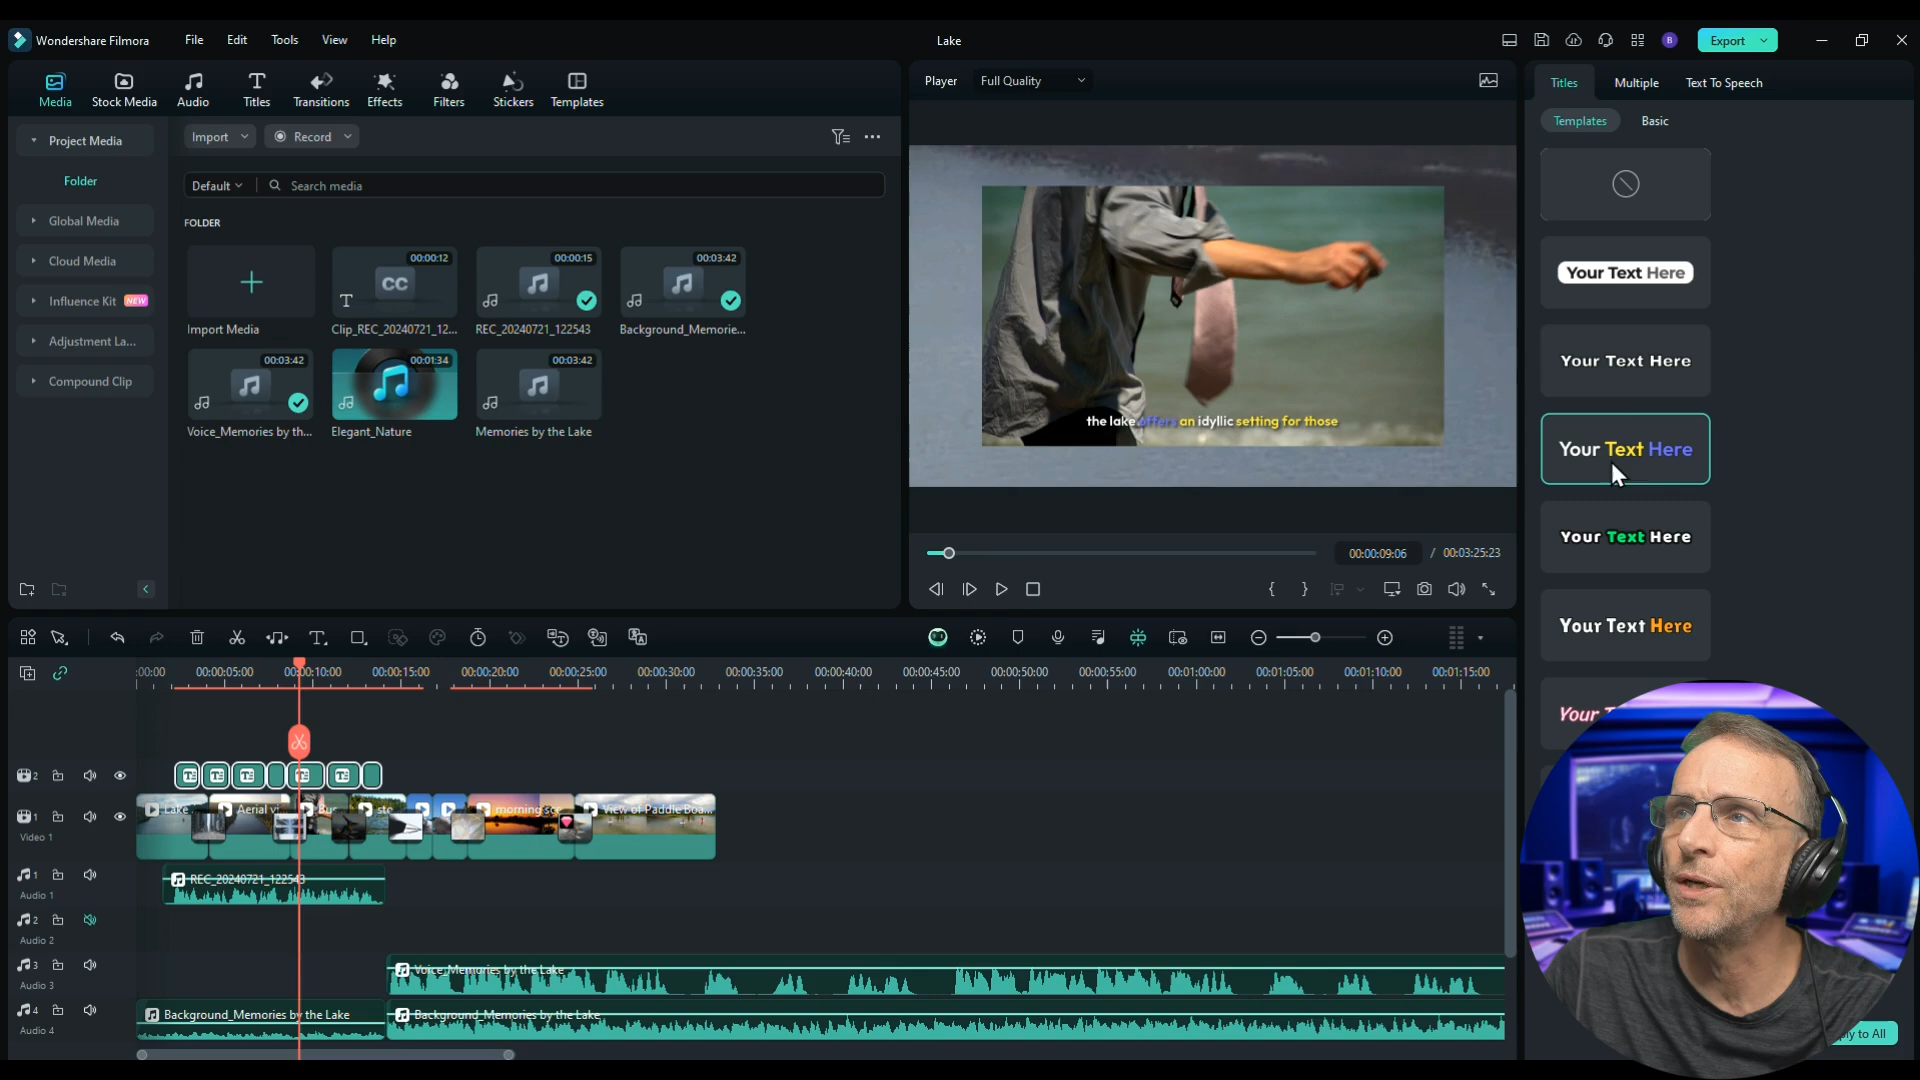 Wondershare Filmora
File
Edit
Tools
View
Help
Lake
B
Export
Media
Stock Media
Audio
Titles
Transitions
Effects
Filters
Stickers
Templates
Project Media
Folder
Global Media
Cloud Media
Influence Kit NEW
Adjustment La...
Compound Clip
Import
Record
Default
Search media
FOLDER
Import Media
00:00:12
CC
T
Clip_REC_20240721_12...
00:00:15
REC_20240721_122543
00:03:42
Background_Memorie...
00:03:42
Voice_Memories by th...
00:01:34
Elegant_Nature
00:03:42
Memories by the Lake
Player
Full Quality
the lake offers an idyllic setting for those
00:00:09:06
/ 00:03:25:23
Titles
Multiple
Text To Speech
Templates
Basic
Your Text Here
Your Text Here
Your Text Here
Your Text Here
Your Text Here
Your
:00:00
00:00:05:00
00:00:10:00
00:00:15:00
00:00:20:00
00:00:25:00
00:00:30:00
00:00:35:00
00:00:40:00
00:00:45:00
00:00:50:00
00:00:55:00
00:01:00:00
00:01:05:00
00:01:10:00
00:01:15:00
2
1
Video 1
Lake
Aerial vi
Bus
sto
morning sc
View of Paddle Boa...
1
Audio 1
REC_20240721_122543
2
Audio 2
3
Audio 3
Voice_Memories by the Lake
4
Audio 4
Background_Memories by the Lake
Background_Memories by the Lake
to All